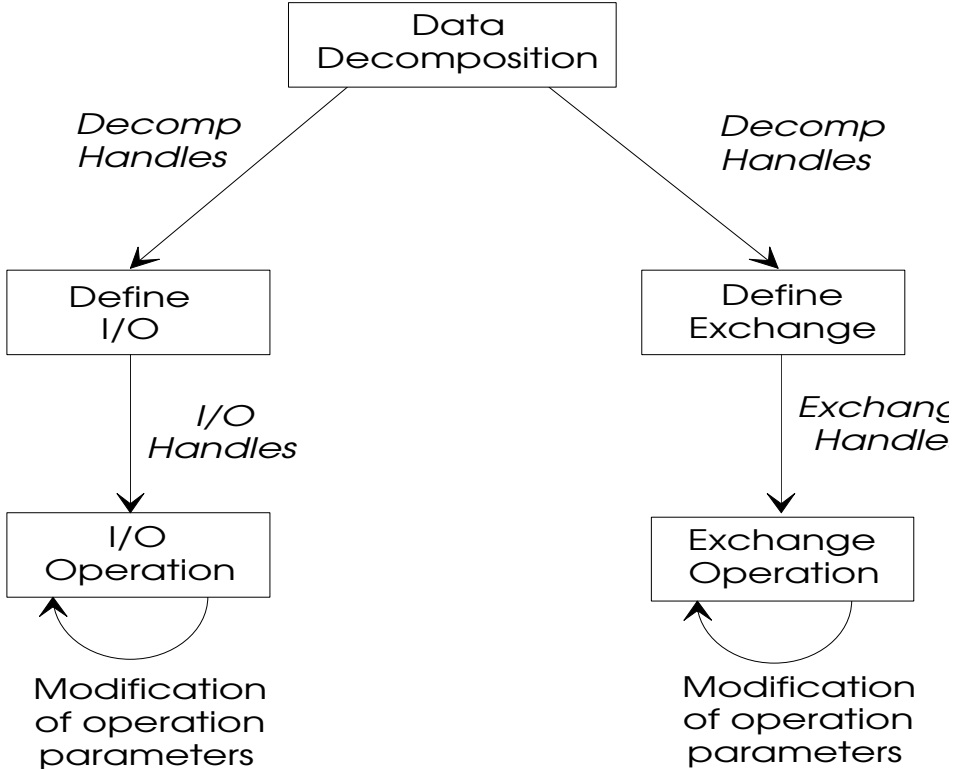 Data
Decomposition
Decomp
Handles
Decomp
Handles
Define
I/O
Define
Exchange
I/O
Handles
Exchang
Handle
I/O
Operation
Exchange
Operation
Modification
of operation
parameters
Modification
of operation
parameters